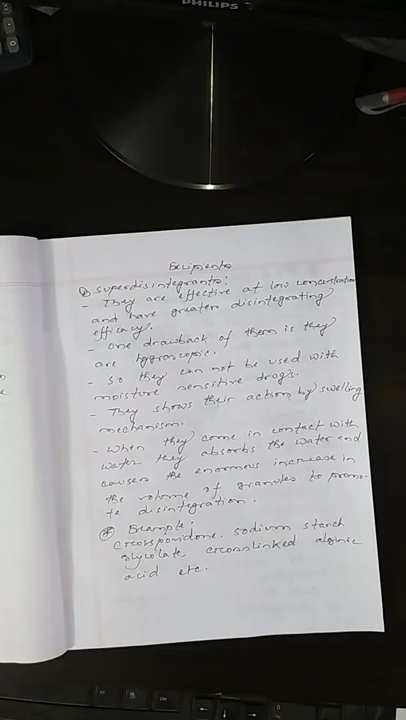 PHILIPS
Excipients
superdisintegrants:
- They are effective at low concentration
and have greater disintegrating
efficacy.
- one drawback of them is they
are hygroscopic.
- so they can not be used with
moisture sensitive drugs.
- They shows their action by swelling
mechanism.
- When they come in contact with
water they absorbs the water and
causes the enormous increase in
the volume of granules to promo-
te disintegration.
* Example:
crosspovidone, sodium starch
glycolate, crosslinked alginic
acid etc.